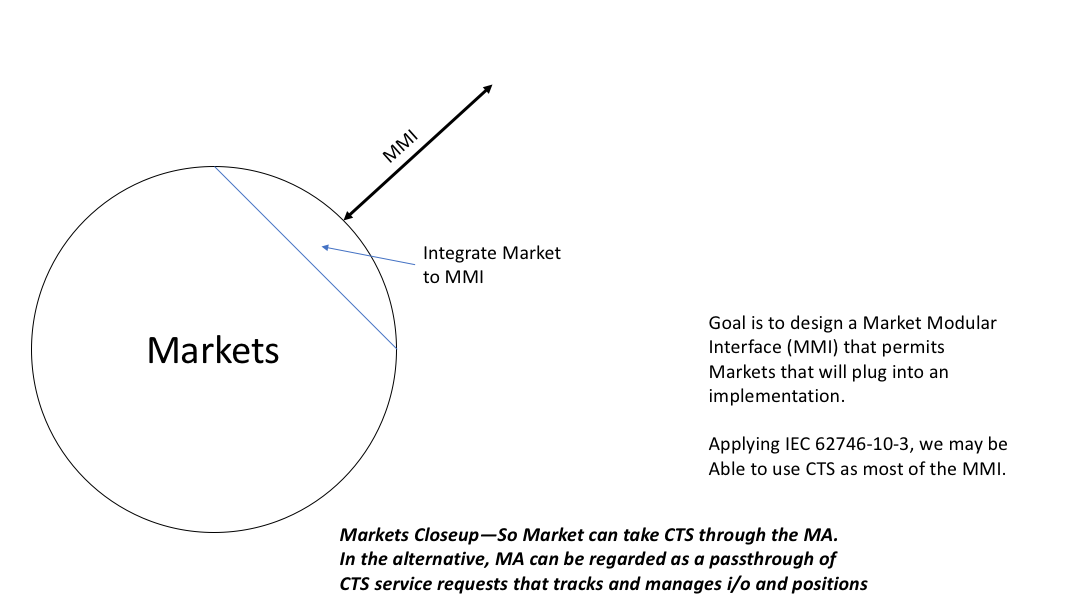 MMI
Integrate Market
to MMI
Markets
Goal is to design a Market Modular
Interface (MMI) that permits
Markets that will plug into an
implementation.
Applying IEC 62746-10-3, we may be
Able to use CTS as most of the MMI.
Markets Closeup—So Market can take CTS through the MA.
In the alternative, MA can be regarded as a passthrough of
CTS service requests that tracks and manages i/o and positions